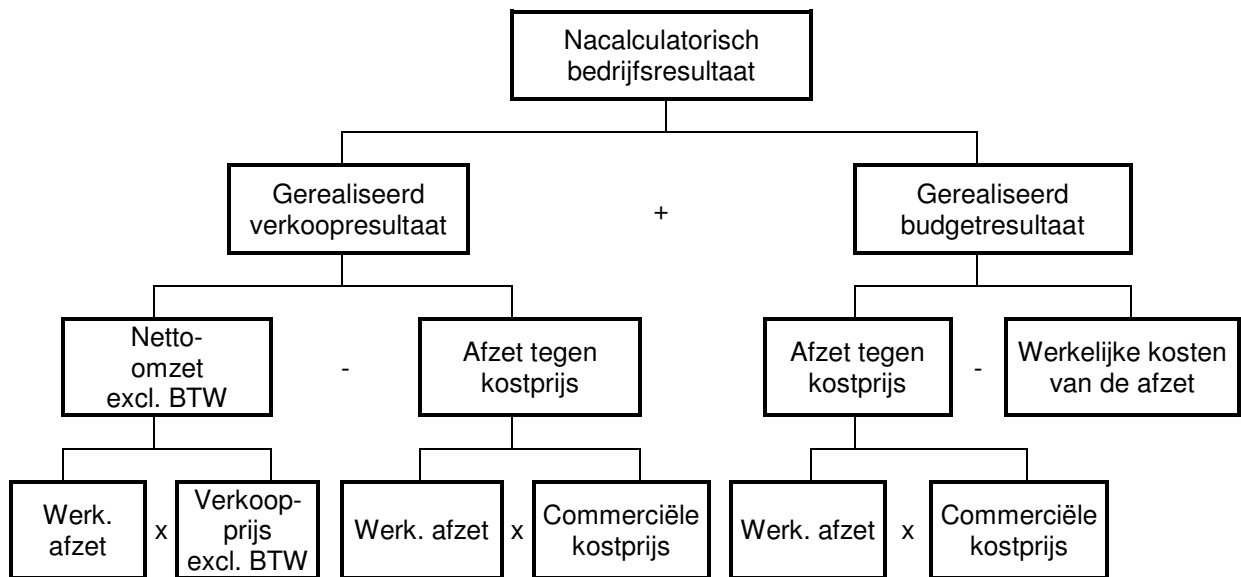 Nacalculatorisch
bedrijfsresultaat
Gerealiseerd
verkoopresultaat
+
Gerealiseerd
budgetresultaat
Netto-
omzet
excl. BTW
-
Afzet tegen
kostprijs
Afzet tegen
kostprijs
-
Werkelijke kosten
van de afzet
Werk.
afzet
x
Verkoop-
prijs
excl. BTW
Werk. afzet
x
Commerciële
kostprijs
Werk. afzet
x
Commerciële
kostprijs